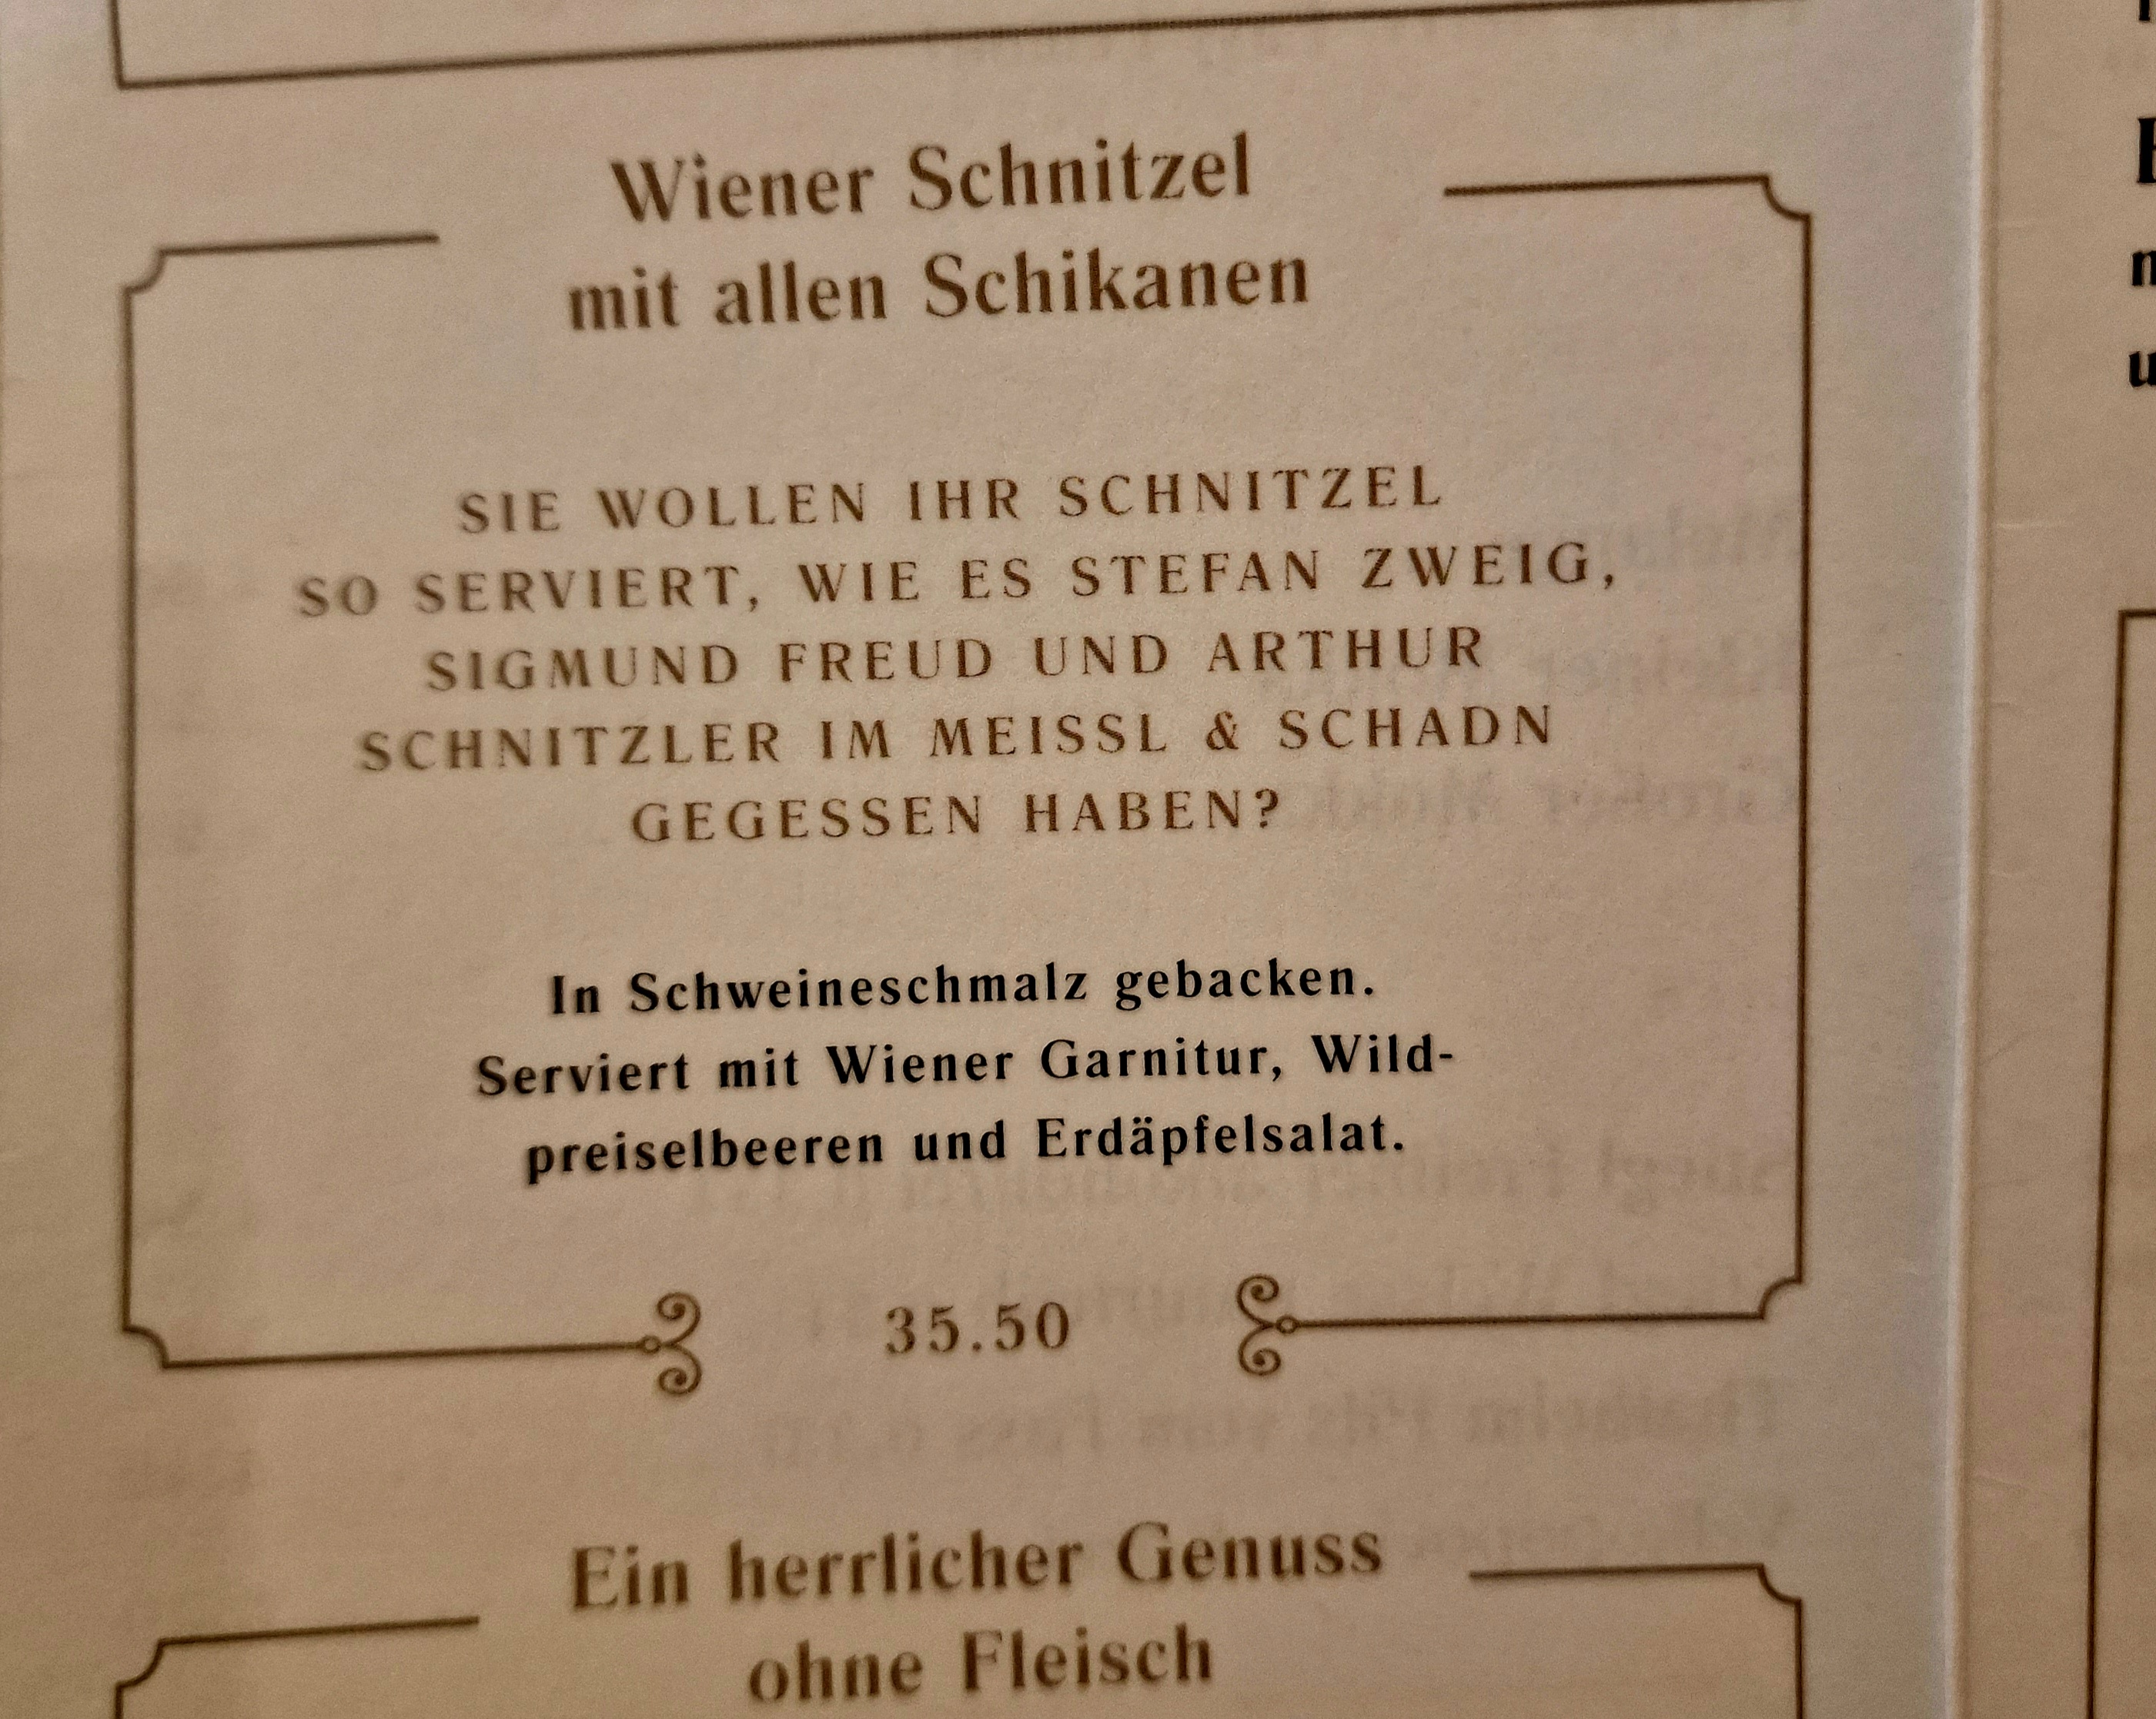 Wiener Schnitzel
mit allen Schikanen
SIE WOLLEN IHR SCHNITZEL
SO SERVIERT, WIE ES STEFAN ZWEIG,
SIGMUND FREUD UND ARTHUR
SCHNITZLER IM MEISSL & SCHADN
GEGESSEN HABEN?
In Schweineschmalz gebacken.
Serviert mit Wiener Garnitur, Wild-
preiselbeeren und Erdäpfelsalat.
35.50
Ein herrlicher Genuss
ohne Fleisch